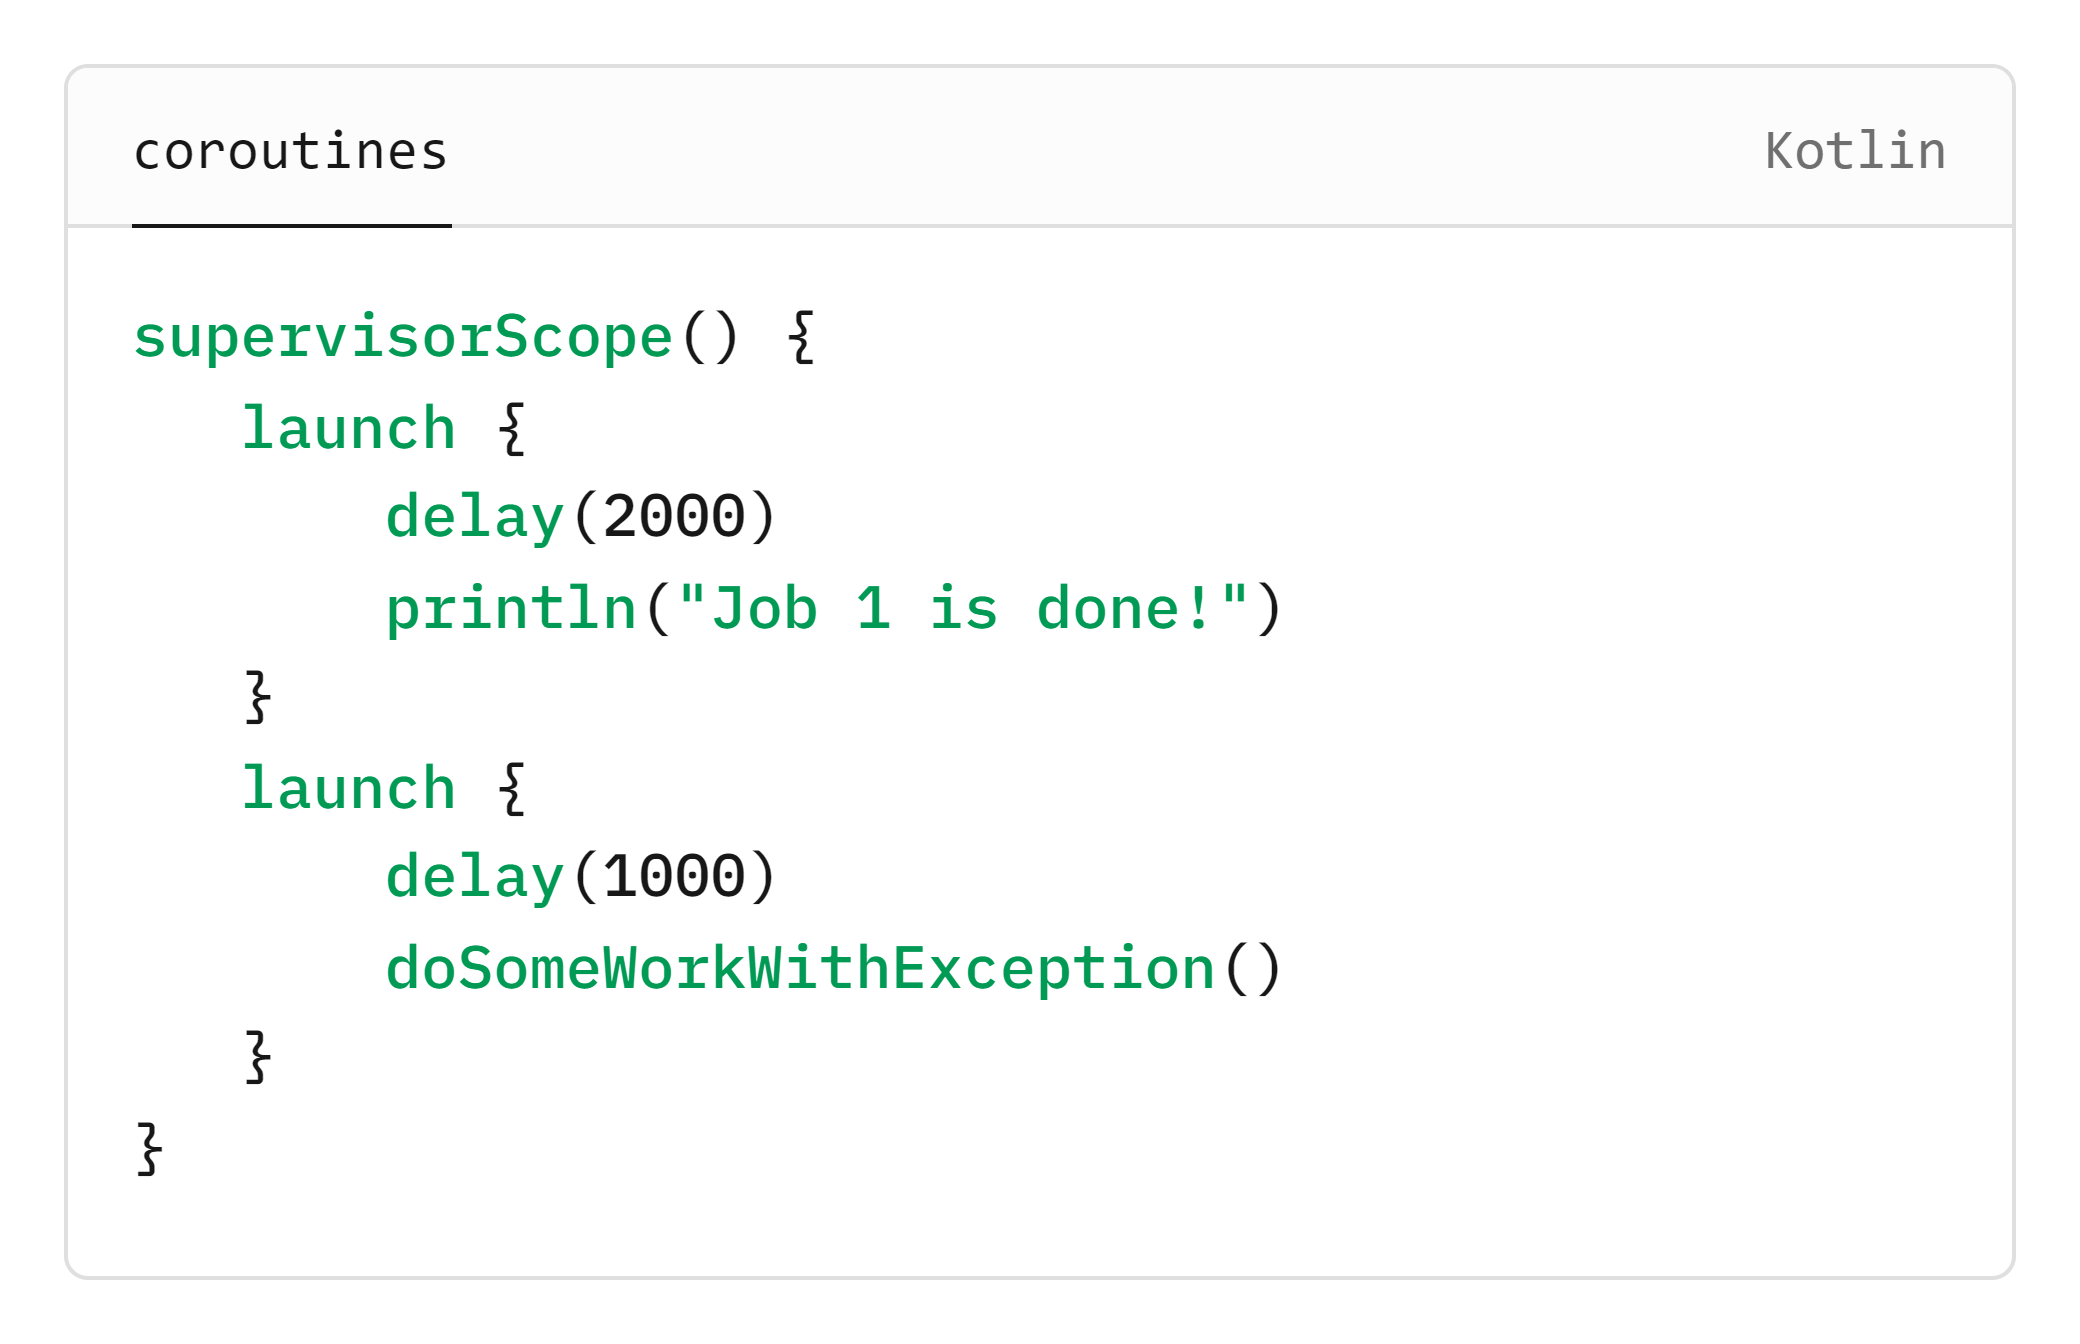 coroutines
Kotlin
supervisorScope() {
   launch {
       delay(2000)
       println("Job 1 is done!")
   }
   launch {
       delay(1000)
       doSomeWorkWithException()
   }
}